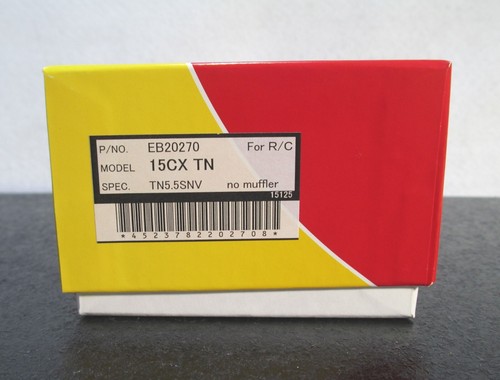 P/NO. EB20270 For R/C
MODEL 15CX TN
SPEC. TN5.5SNV no muffler
15125
*4523782202708*